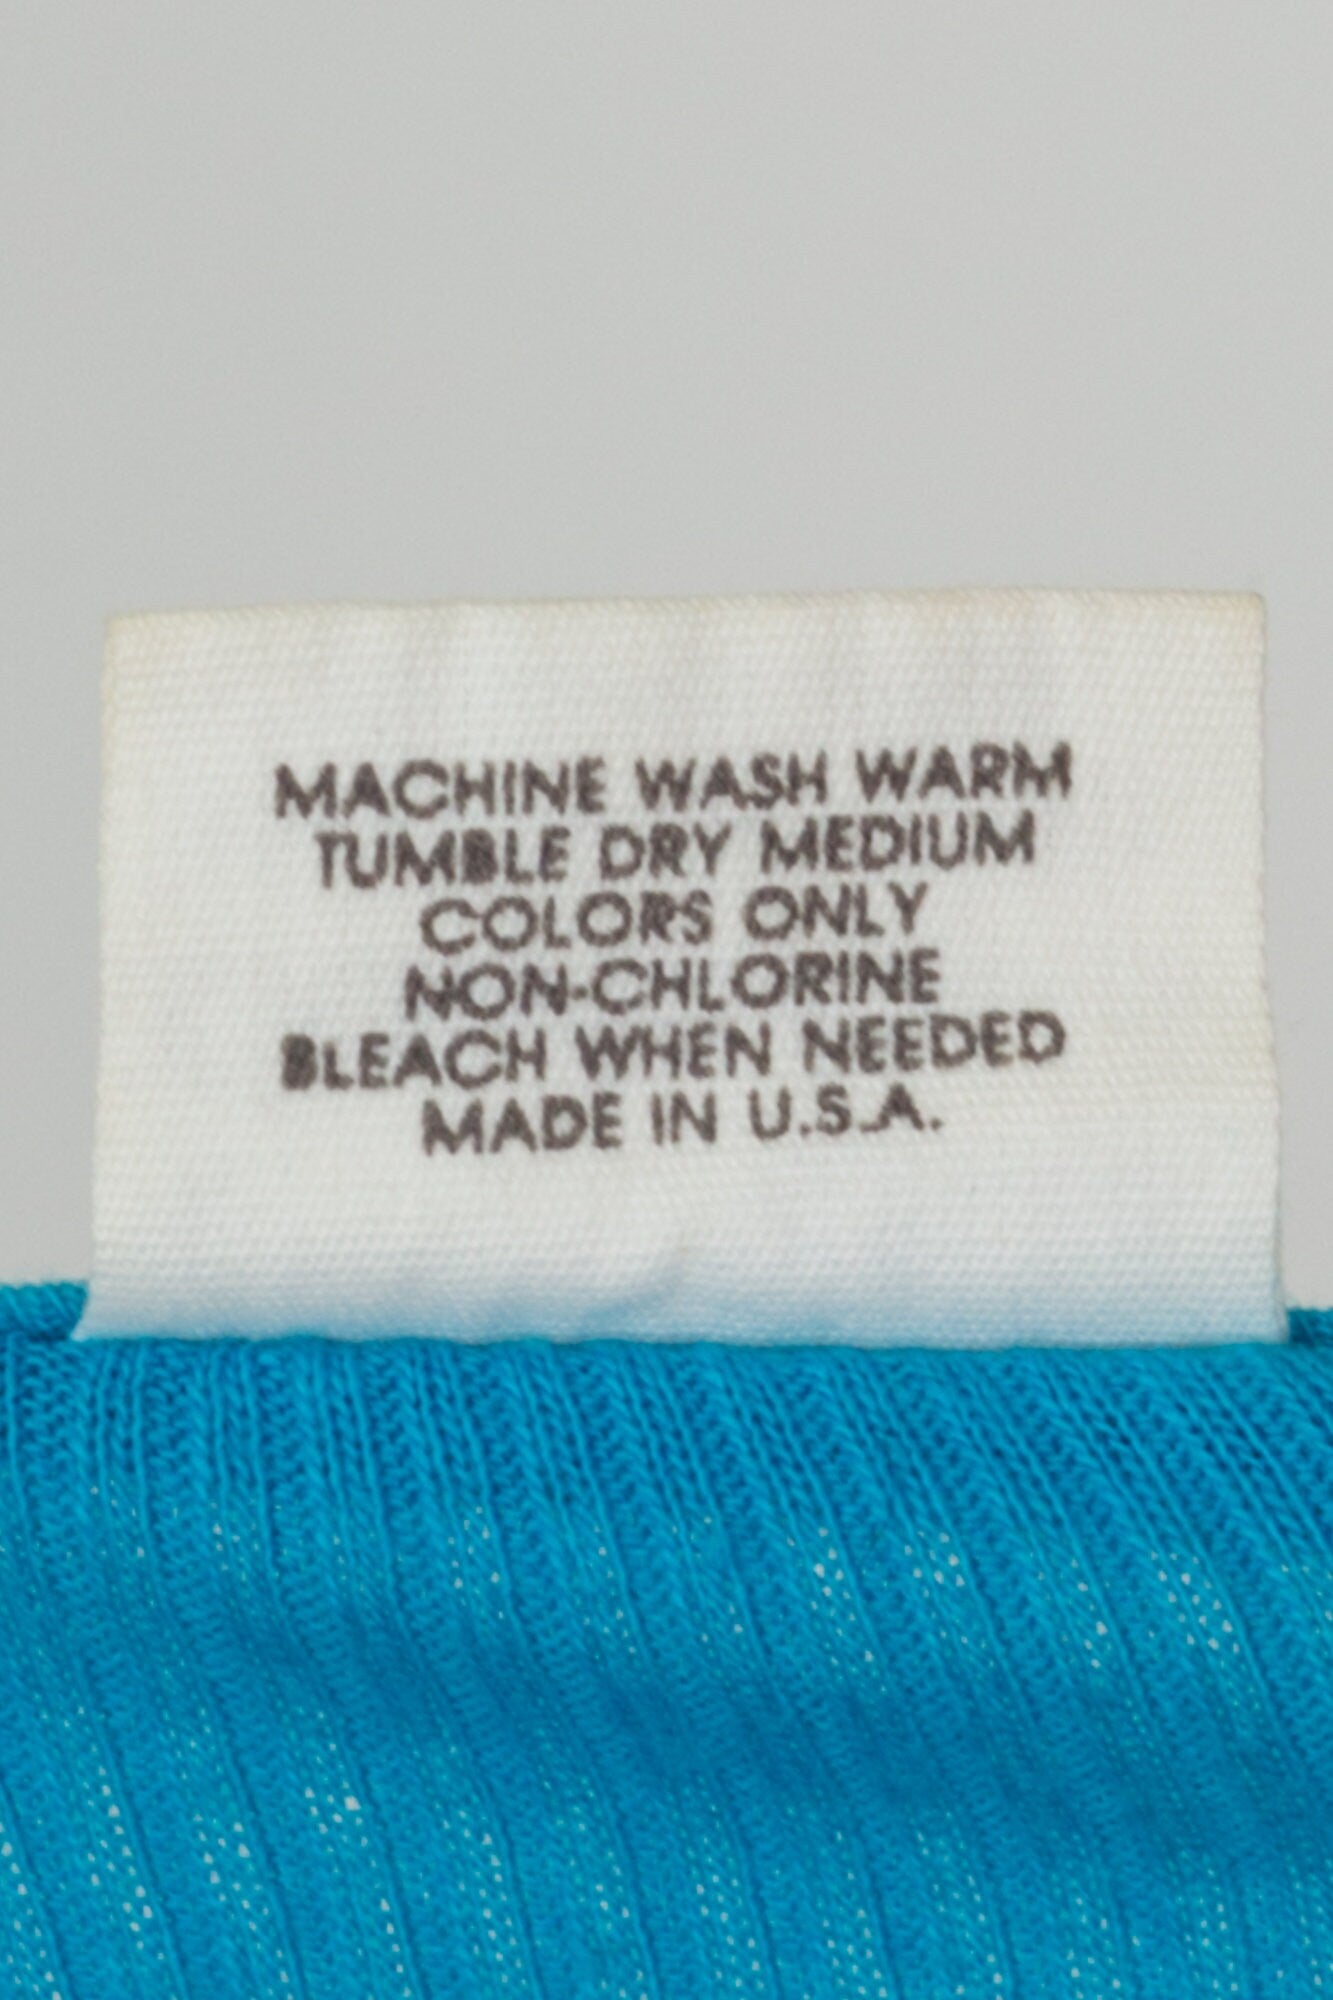 MACHINE WASH WARM
TUMBLE DRY MEDIUM
COLORS ONLY
NON-CHLORINE
BLEACH WHEN NEEDED
MADE IN U.S.A.